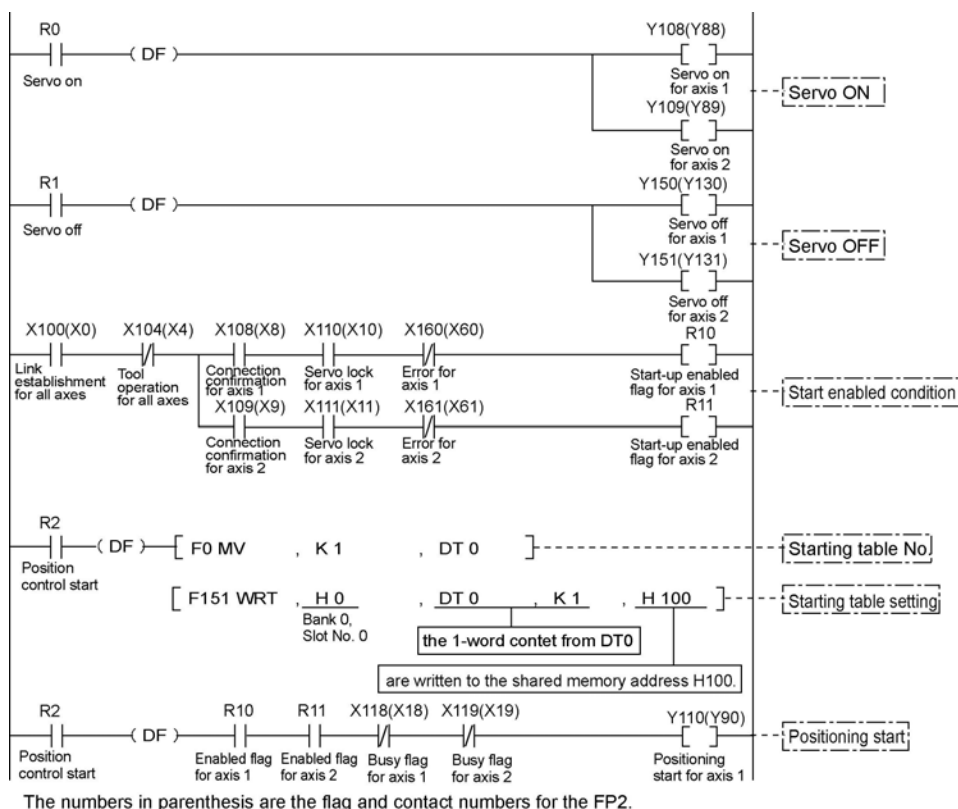 R0
( DF )
Servo on
Y108(Y88)
Servo on
for axis 1
Y109(Y89)
Servo on
for axis 2
Servo ON
R1
( DF )
Servo off
Y150(Y130)
Servo off
for axis 1
Y151(Y131)
Servo off
for axis 2
Servo OFF
X100(X0)
Link
establishment
for all axes
X104(X4)
Tool
operation
for all axes
X108(X8)
Connection
confirmation
for axis 1
X110(X10)
Servo lock
for axis 1
X160(X60)
Error for
axis 1
R10
Start-up enabled
flag for axis 1
X109(X9)
Connection
confirmation
for axis 2
X111(X11)
Servo lock
for axis 2
X161(X61)
Error for
axis 2
R11
Start-up enabled
flag for axis 2
Start enabled condition
R2
( DF )
Position
control start
[ F0 MV , K 1 , DT 0 ]
Starting table No.
[ F151 WRT , H 0 , DT 0 , K 1 , H 100 ]
Starting table setting
Bank 0,
Slot No. 0
the 1-word contet from DT0
are written to the shared memory address H100.
R2
( DF )
Position
control start
R10
Enabled flag
for axis 1
R11
Enabled flag
for axis 2
X118(X18)
Busy flag
for axis 1
X119(X19)
Busy flag
for axis 2
Y110(Y90)
Positioning
start for axis 1
Positioning start
The numbers in parenthesis are the flag and contact numbers for the FP2.